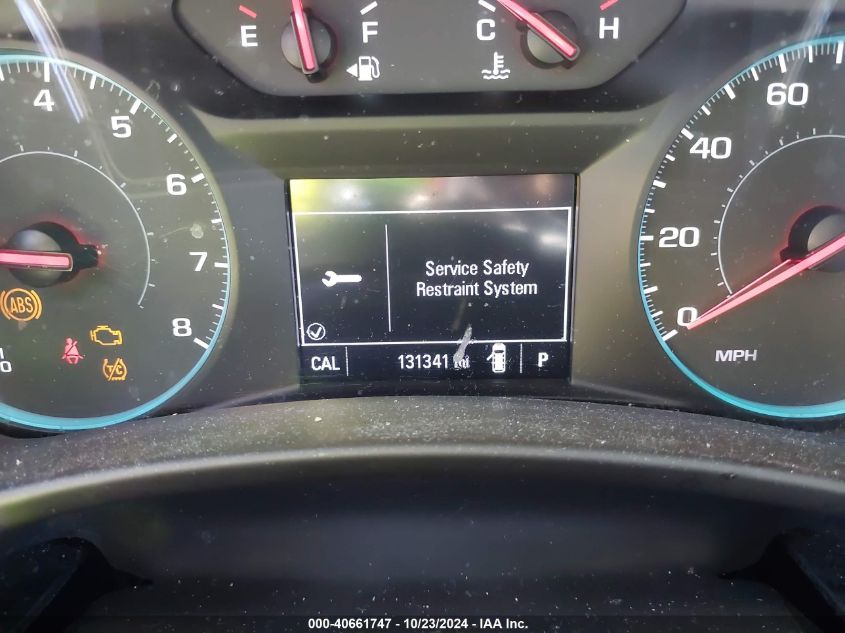 E F C H
4 5 6 7 8
ABS
T/C
60 40 20 0
MPH
Service Safety
Restraint System
CAL 131341 mi P
000-40661747 - 10/23/2024 - IAA Inc.